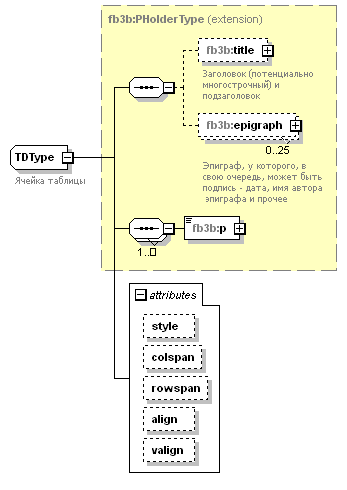 fb3b:PHolderType (extension)
fb3b:title
Заголовок (потенциально
многострочный) и
подзаголовок
fb3b:epigraph
0..25
Эпиграф, у которого, в
свою очередь, может быть
подпись - дата, имя автора
эпиграфа и прочее
TDType
Ячейка таблицы
fb3b:p
1..
attributes
style
colspan
rowspan
align
valign